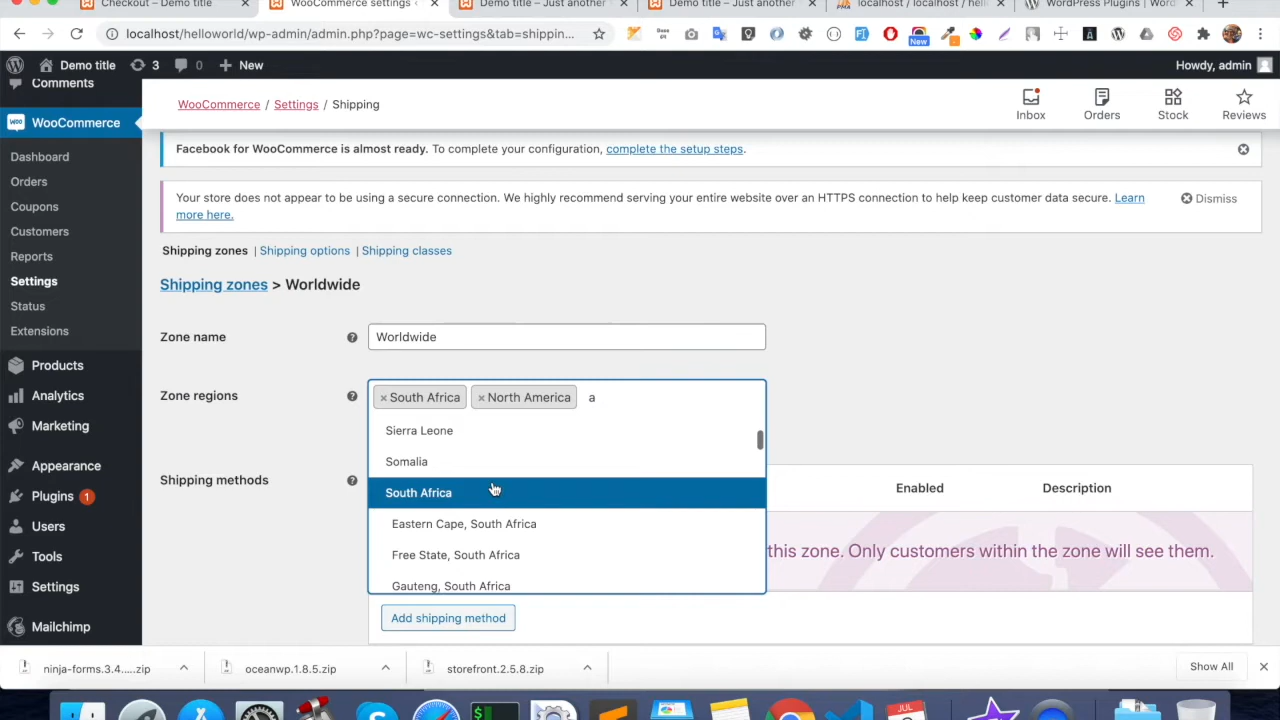 Checkout – Demo title
WooCommerce settings
Demo title – Just another
Demo title – Just another
localhost / localhost / hell
WordPress Plugins | Word
localhost/helloworld/wp-admin/admin.php?page=wc-settings&tab=shippin...
New
Demo title
3
0
New
Howdy, admin
Comments
WooCommerce
Dashboard
Orders
Coupons
Customers
Reports
Settings
Status
Extensions
Products
Analytics
Marketing
Appearance
Plugins 1
Users
Tools
Settings
Mailchimp
WooCommerce / Settings / Shipping
Inbox
Orders
Stock
Reviews
Facebook for WooCommerce is almost ready. To complete your configuration, complete the setup steps.
Your store does not appear to be using a secure connection. We highly recommend serving your entire website over an HTTPS connection to help keep customer data secure. Learn
more here.
Dismiss
Shipping zones | Shipping options | Shipping classes
Shipping zones > Worldwide
Zone name
Worldwide
Zone regions
× South Africa × North America a
Sierra Leone
Somalia
South Africa
Eastern Cape, South Africa
Free State, South Africa
Gauteng, South Africa
Shipping methods
Enabled
Description
this zone. Only customers within the zone will see them.
Add shipping method
ninja-forms.3.4.....zip
oceanwp.1.8.5.zip
storefront.2.5.8.zip
Show All
JUL